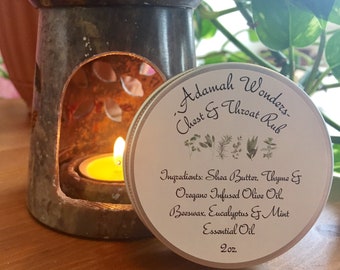 -Adamah Wonders-
Chest & Throat Rub
Ingredients: Shea Butter, Thyme &
Oregano Infused Olive Oil,
Beeswax, Eucalyptus & Mint
Essential Oil
2oz.